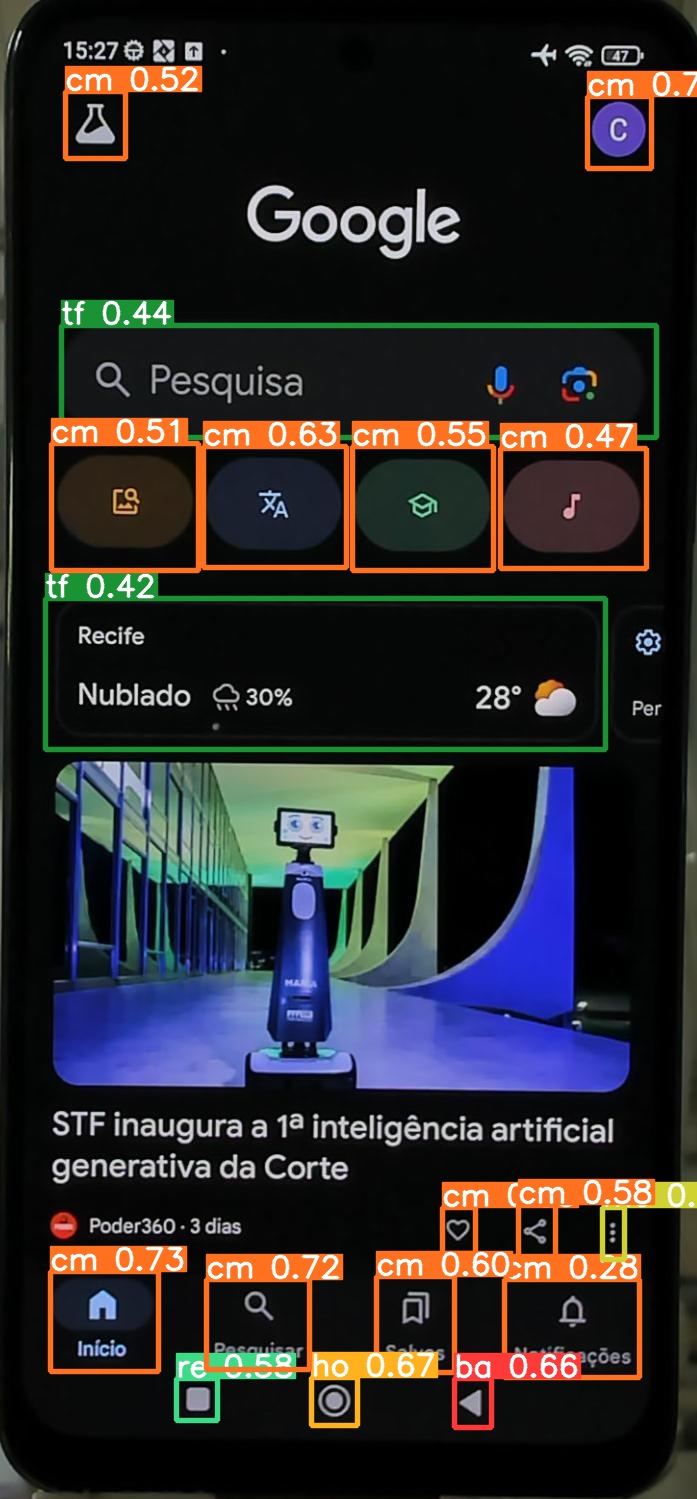 15:27
47
cm 0.52
cm 0.7
C
Google
tf 0.44
Pesquisa
cm 0.51 cm 0.63 cm 0.55 cm 0.47
tf 0.42
Recife
Nublado 30% 28°
Per
MARIA
STF inaugura a 1ª inteligência artificial
generativa da Corte
cm cm 0.58 0.
Poder360 · 3 dias
cm 0.73 cm 0.72 cm 0.60 cm 0.28
Início Pesquisar Salvos Notificações
re 0.58 ho 0.67 ba 0.66